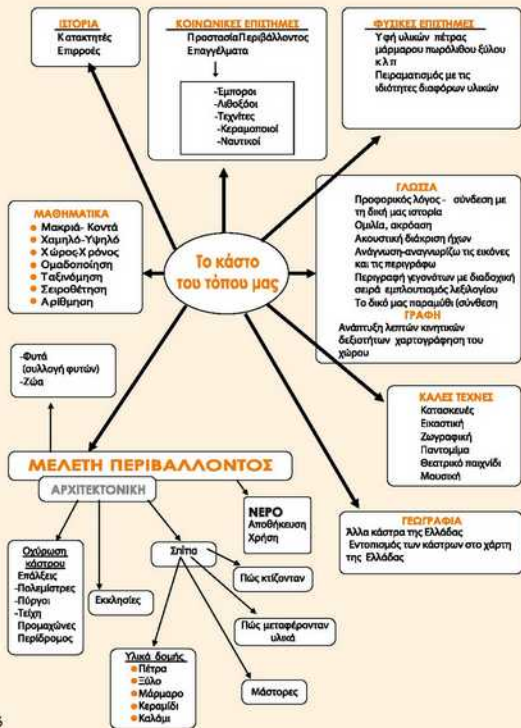 ΙΣΤΟΡΙΑ
Κατακτητές
Επιρροές
ΚΟΙΝΩΝΙΚΕΣ ΕΠΙΣΤΗΜΕΣ
ΠροστασίαΠεριβάλλοντος
Επαγγέλματα
-Έμποροι
-Λιθοξόοι
-Τεχνίτες
-Κεραμοποιοί
-Ναυτικοί
ΦΥΣΙΚΕΣ ΕΠΙΣΤΗΜΕΣ
Υφή υλικών πέτρας
μάρμαρου πωρόλιθου ξύλου
κ λ π
Πειραματισμός με τις
ιδιότητες διαφόρων υλικών
ΜΑΘΗΜΑΤΙΚΑ
Μακριά- Κοντά
Χαμηλό-Υψηλό
Χώρος-Χρόνος
Ομαδοποίηση
Ταξινόμηση
Σειροθέτηση
Αρίθμηση
Το κάστο
του τόπου μας
ΓΛΩΣΣΑ
Προφορικός λόγος - σύνδεση με
τη δική μας ιστορία
Ομιλία, ακρόαση
Ακουστική διάκριση ήχων
Ανάγνωση-αναγνωρίζω τις εικόνες
και τις περιγράφω
Περιγραφή γεγονότων με διαδοχική
σειρά εμπλουτισμός λεξιλογίου
Το δικό μας παραμύθι (σύνθεση
ΓΡΑΦΗ
Ανάπτυξη λεπτών κινητικών
δεξιοτήτων χαρτογράφηση του
χώρου
-Φυτά
(συλλογή φυτών)
-Ζώα
ΚΑΛΕΣ ΤΕΧΝΕΣ
Κατασκευές
Εικαστική
Ζωγραφική
Παντομίμα
Θεατρικό παιχνίδι
Μουσική
ΜΕΛΕΤΗ ΠΕΡΙΒΑΛΛΟΝΤΟΣ
ΑΡΧΙΤΕΚΤΟΝΙΚΗ
ΝΕΡΟ
Αποθήκευση
Χρήση
ΓΕΩΓΡΑΦΙΑ
Άλλα κάστρα της Ελλάδας
Εντοπισμός των κάστρων στο χάρτη
της Ελλάδας
Οχύρωση
κάστρου
Επάλξεις
-Πολεμίστρες
-Πύργοι
-Τείχη
Προμαχώνες
Περίδρομος
Εκκλησίες
Σπίτια
Πώς κτίζονταν
Πώς μεταφέρονταν
υλικά
Υλικά δομής
Πέτρα
Ξύλο
Μάρμαρο
Κεραμίδι
Καλάμι
Μάστορες